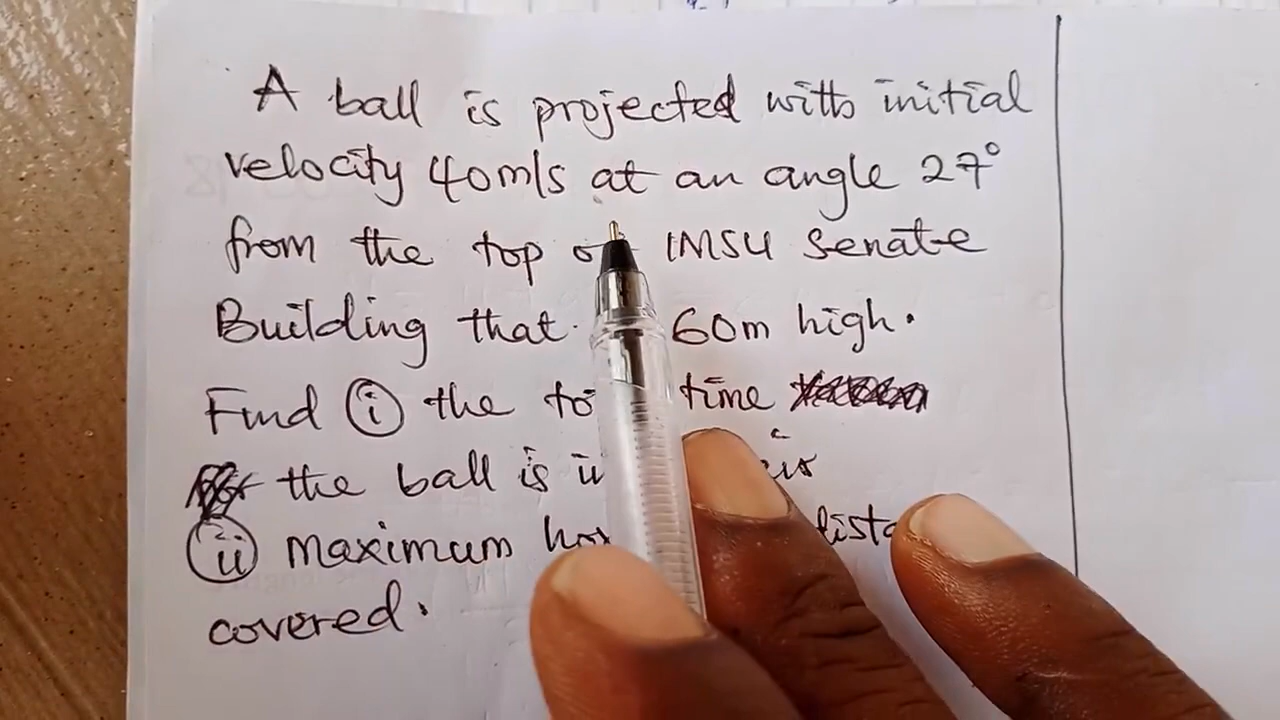 A ball is projected with initial
velocity 40m/s at an angle 27°
from the top IMSU Senate
Building that 60m high.
Find (i) the time
the ball is
(ii) maximum
covered.